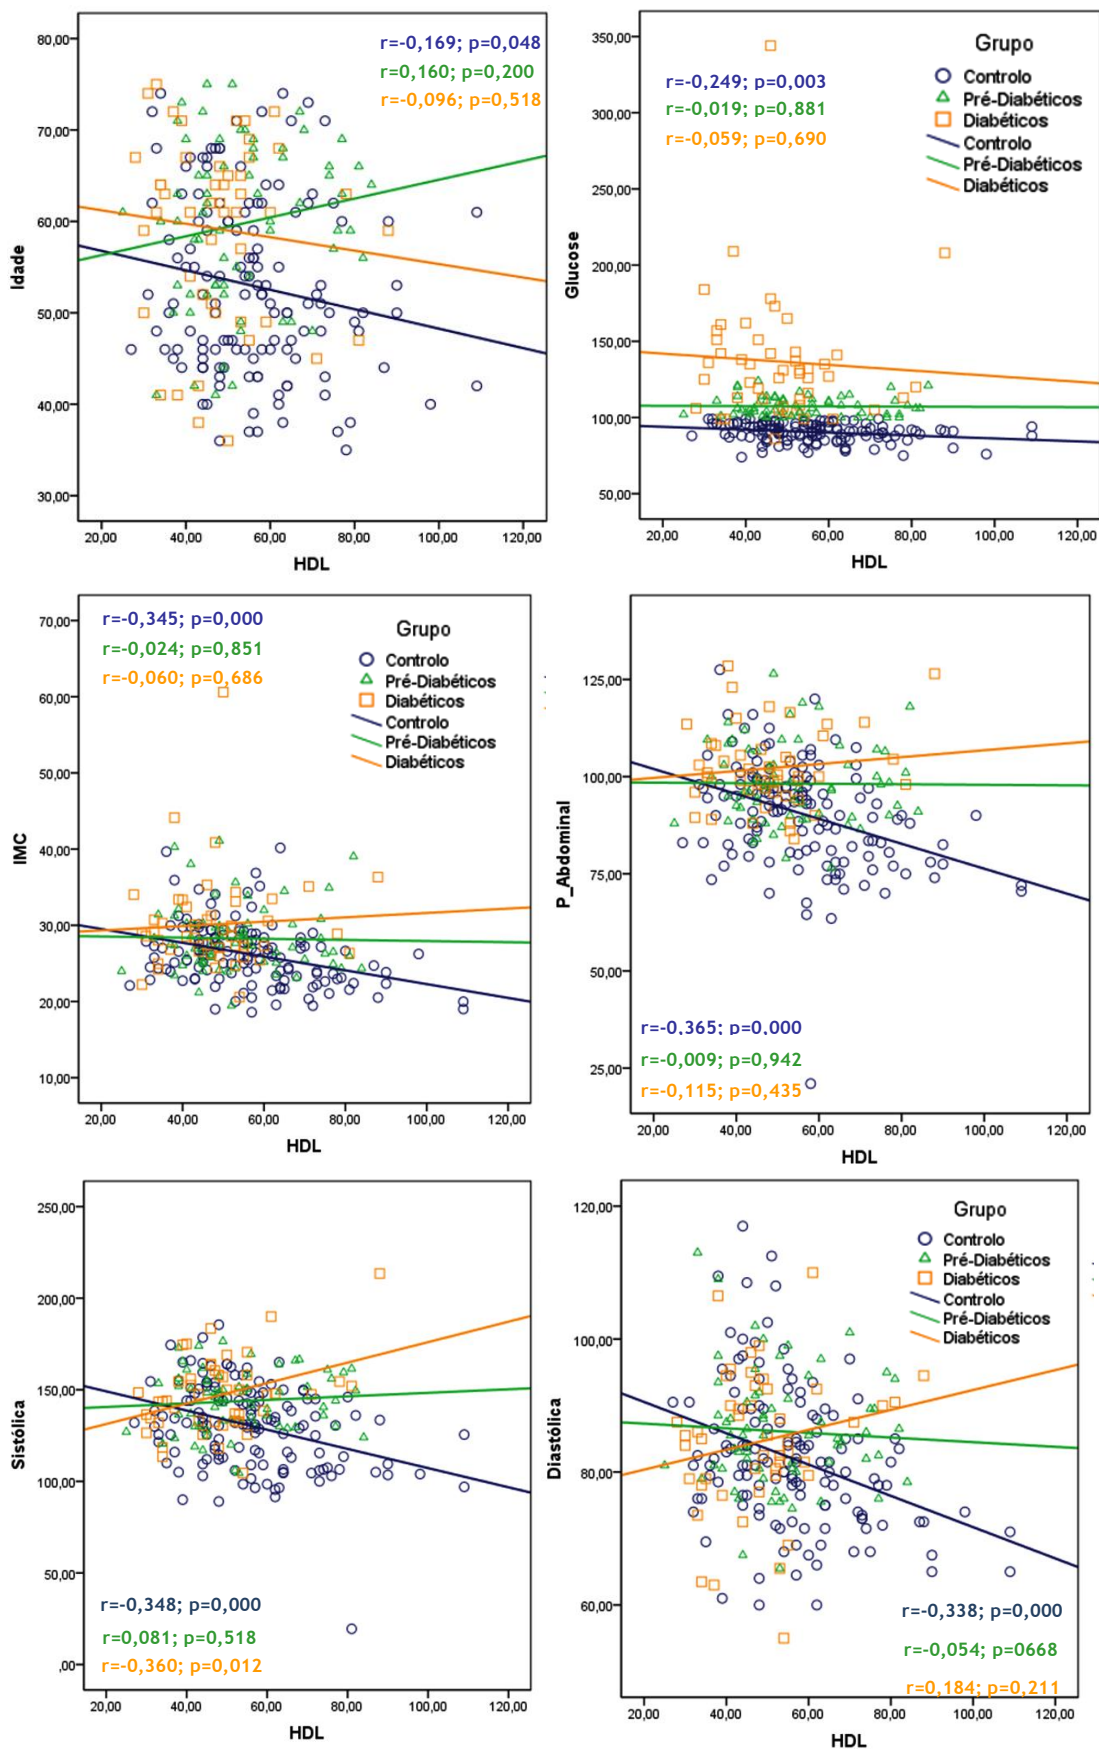 80,00
70,00
60,00
50,00
40,00
30,00
Idade
r=-0,169; p=0,048
r=0,160; p=0,200
r=-0,096; p=0,518
20,00 40,00 60,00 80,00 100,00 120,00
HDL
350,00
300,00
250,00
200,00
150,00
100,00
50,00
Glucose
r=-0,249; p=0,003
r=-0,019; p=0,881
r=-0,059; p=0,690
Grupo
Controlo
Pré-Diabéticos
Diabéticos
Controlo
Pré-Diabéticos
Diabéticos
20,00 40,00 60,00 80,00 100,00 120,00
HDL
70,00
60,00
50,00
40,00
30,00
20,00
10,00
IMC
r=-0,345; p=0,000
r=-0,024; p=0,851
r=-0,060; p=0,686
Grupo
Controlo
Pré-Diabéticos
Diabéticos
Controlo
Pré-Diabéticos
Diabéticos
20,00 40,00 60,00 80,00 100,00 120,00
HDL
125,00
100,00
75,00
50,00
25,00
P_Abdominal
r=-0,365; p=0,000
r=-0,009; p=0,942
r=-0,115; p=0,435
20,00 40,00 60,00 80,00 100,00 120,00
HDL
250,00
200,00
150,00
100,00
50,00
,00
Sistólica
r=-0,348; p=0,000
r=0,081; p=0,518
r=-0,360; p=0,012
20,00 40,00 60,00 80,00 100,00 120,00
HDL
120,00
100,00
80,00
60,00
Diastólica
Grupo
Controlo
Pré-Diabéticos
Diabéticos
Controlo
Pré-Diabéticos
Diabéticos
r=-0,338; p=0,000
r=-0,054; p=0668
r=0,184; p=0,211
20,00 40,00 60,00 80,00 100,00 120,00
HDL